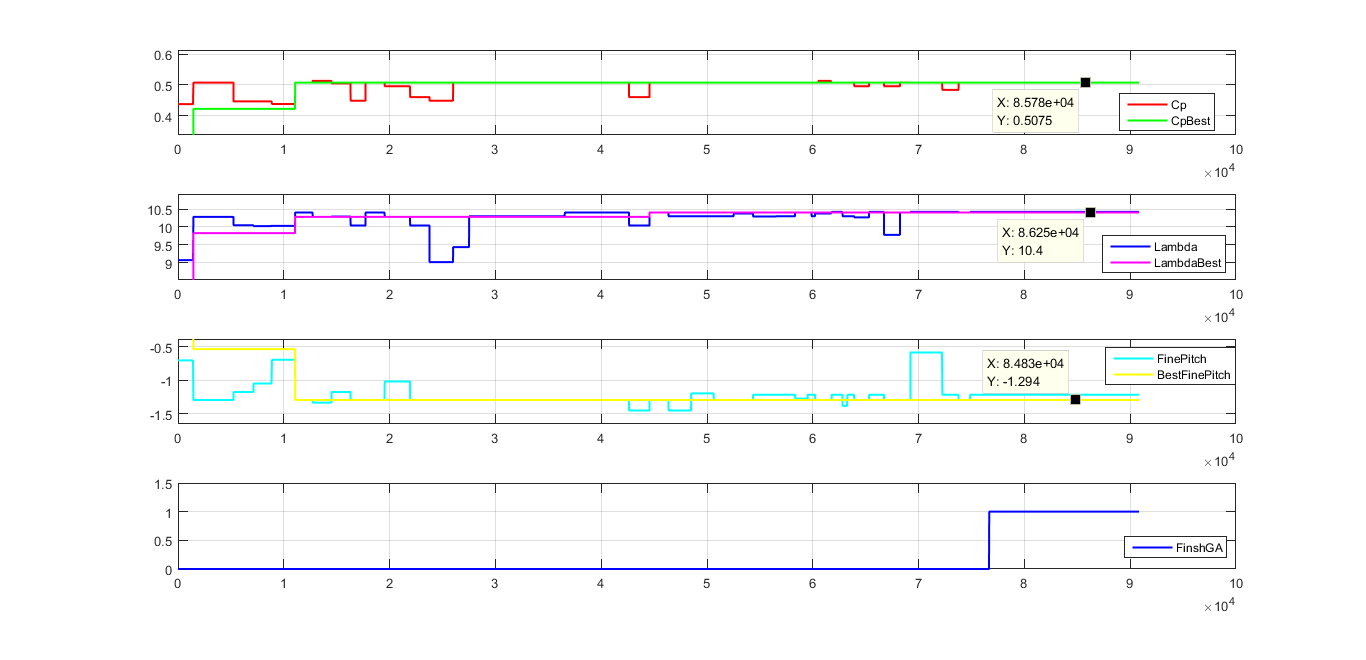 0.6
0.5
0.4
X: 8.578e+04
Y: 0.5075
Cp
CpBest
0 1 2 3 4 5 6 7 8 9 10
×10^4
10.5
10
9.5
9
X: 8.625e+04
Y: 10.4
Lambda
LambdaBest
0 1 2 3 4 5 6 7 8 9 10
×10^4
-0.5
-1
-1.5
X: 8.483e+04
Y: -1.294
FinePitch
BestFinePitch
0 1 2 3 4 5 6 7 8 9 10
×10^4
1.5
1
0.5
0
FinshGA
0 1 2 3 4 5 6 7 8 9 10
×10^4